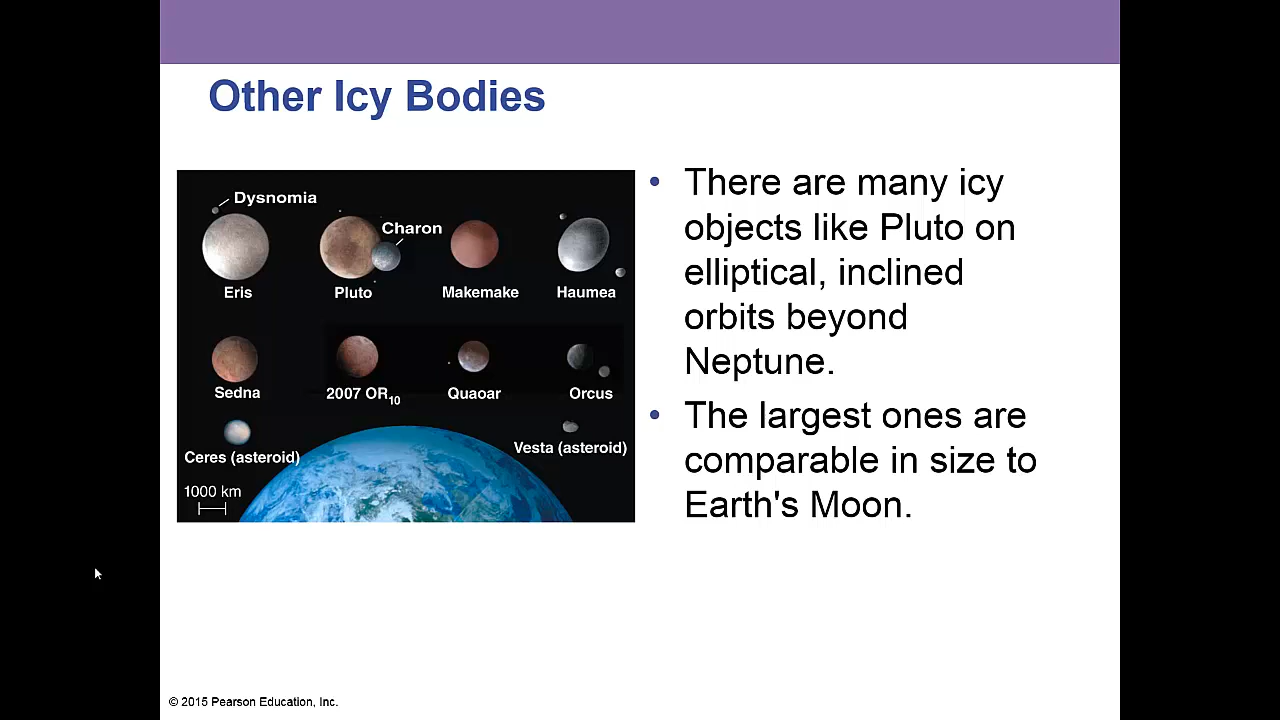 Other Icy Bodies
Dysnomia
Charon
Eris
Pluto
Makemake
Haumea
Sedna
2007 OR10
Quaoar
Orcus
Ceres (asteroid)
Vesta (asteroid)
1000 km
• There are many icy
objects like Pluto on
elliptical, inclined
orbits beyond
Neptune.
• The largest ones are
comparable in size to
Earth's Moon.
© 2015 Pearson Education, Inc.